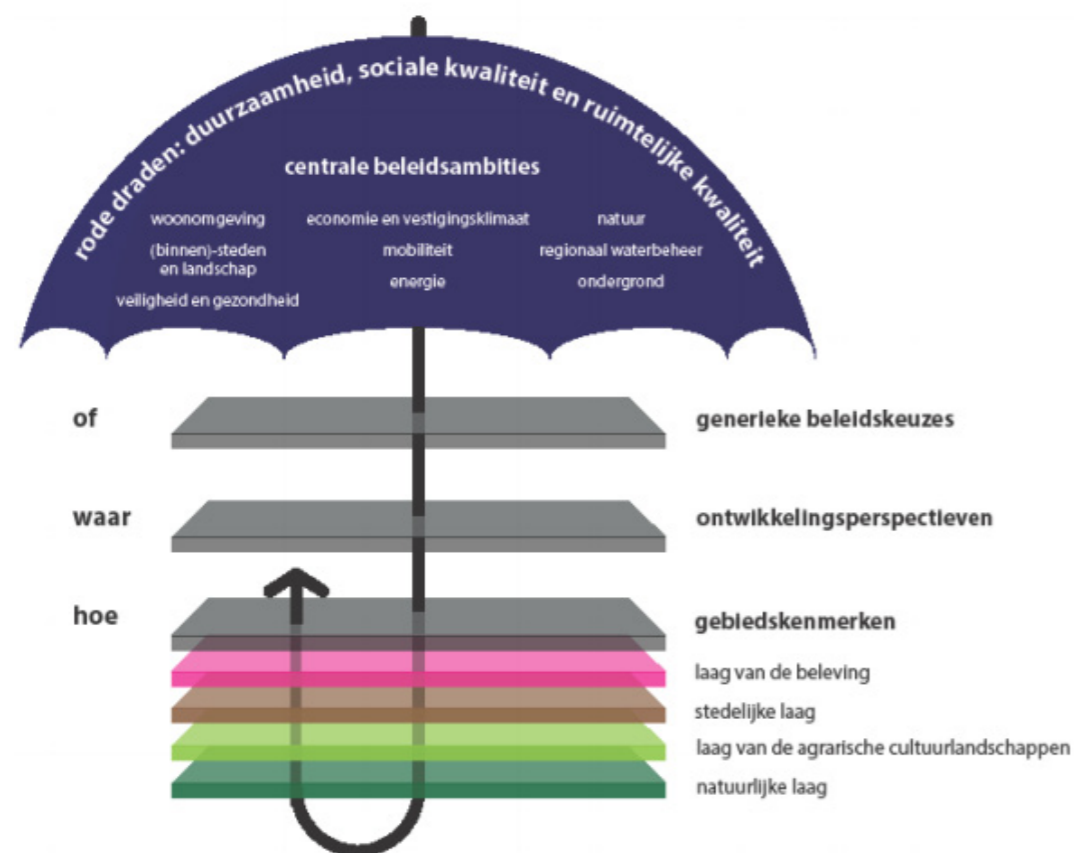 rode draden: duurzaamheid, sociale kwaliteit en ruimtelijke kwaliteit
centrale beleidsambities
woonomgeving
(binnen)-steden
en landschap
veiligheid en gezondheid
economie en vestigingsklimaat
mobiliteit
energie
natuur
regionaal waterbeheer
ondergrond
of
generieke beleidskeuzes
waar
ontwikkelingsperspectieven
hoe
gebiedskenmerken
laag van de beleving
stedelijke laag
laag van de agrarische cultuurlandschappen
natuurlijke laag